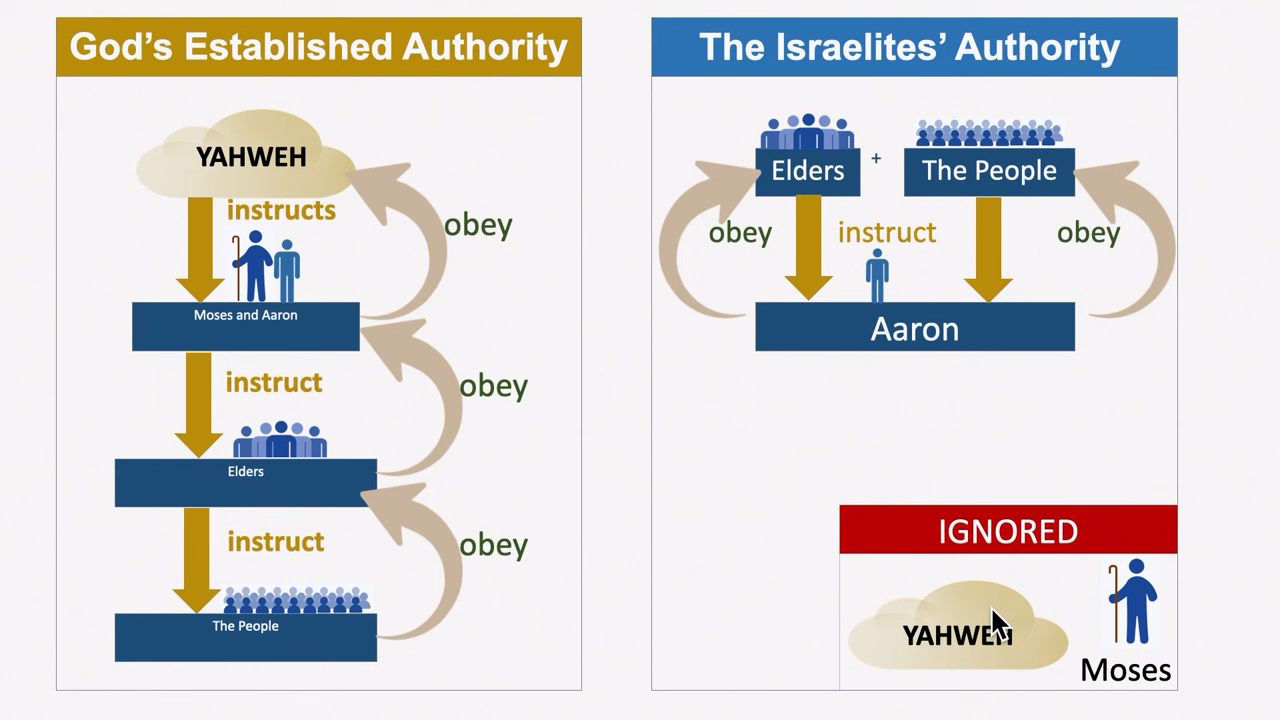 God's Established Authority
YAHWEH
instructs
obey
Moses and Aaron
instruct
obey
Elders
instruct
obey
The People
The Israelites' Authority
Elders + The People
obey instruct obey
Aaron
IGNORED
YAHWEH
Moses